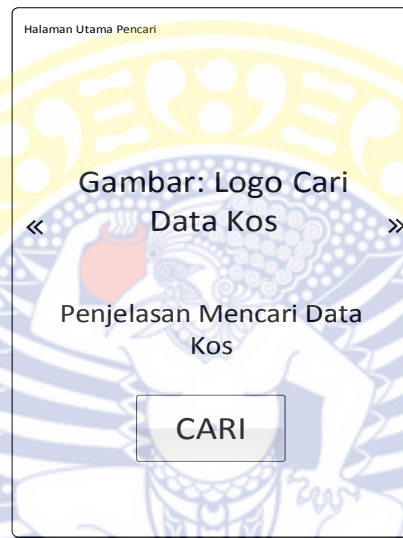 Halaman Utama Pencari
Gambar: Logo Cari
Data Kos
« »
Penjelasan Mencari Data
Kos
CARI